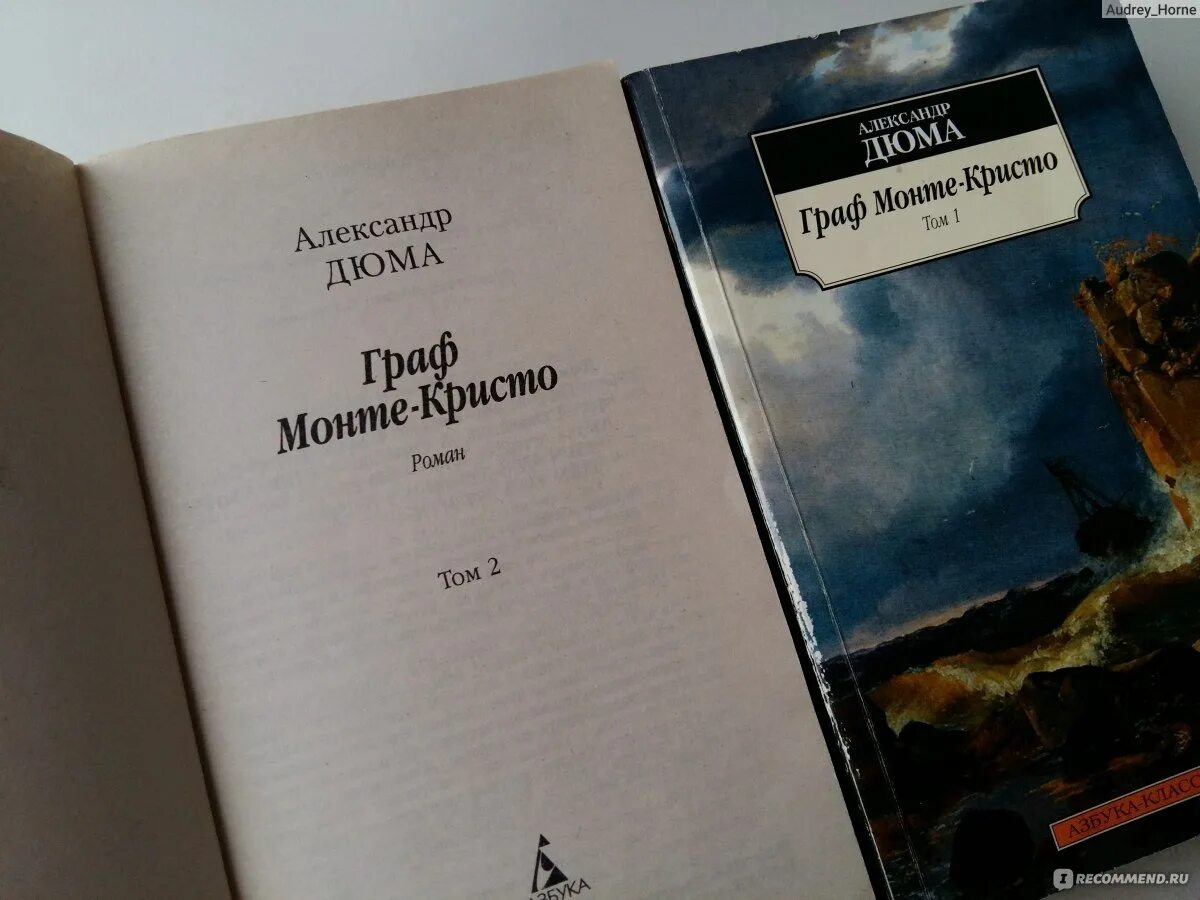 Audrey_Horne
Александр
ДЮМА
Граф
Монте-Кристо
Роман
Том 2
АЗБУКА
АЛЕКСАНДР
ДЮМА
Граф Монте-Кристо
Том 1
АЗБУКА-КЛАСС
IRECOMMEND.RU